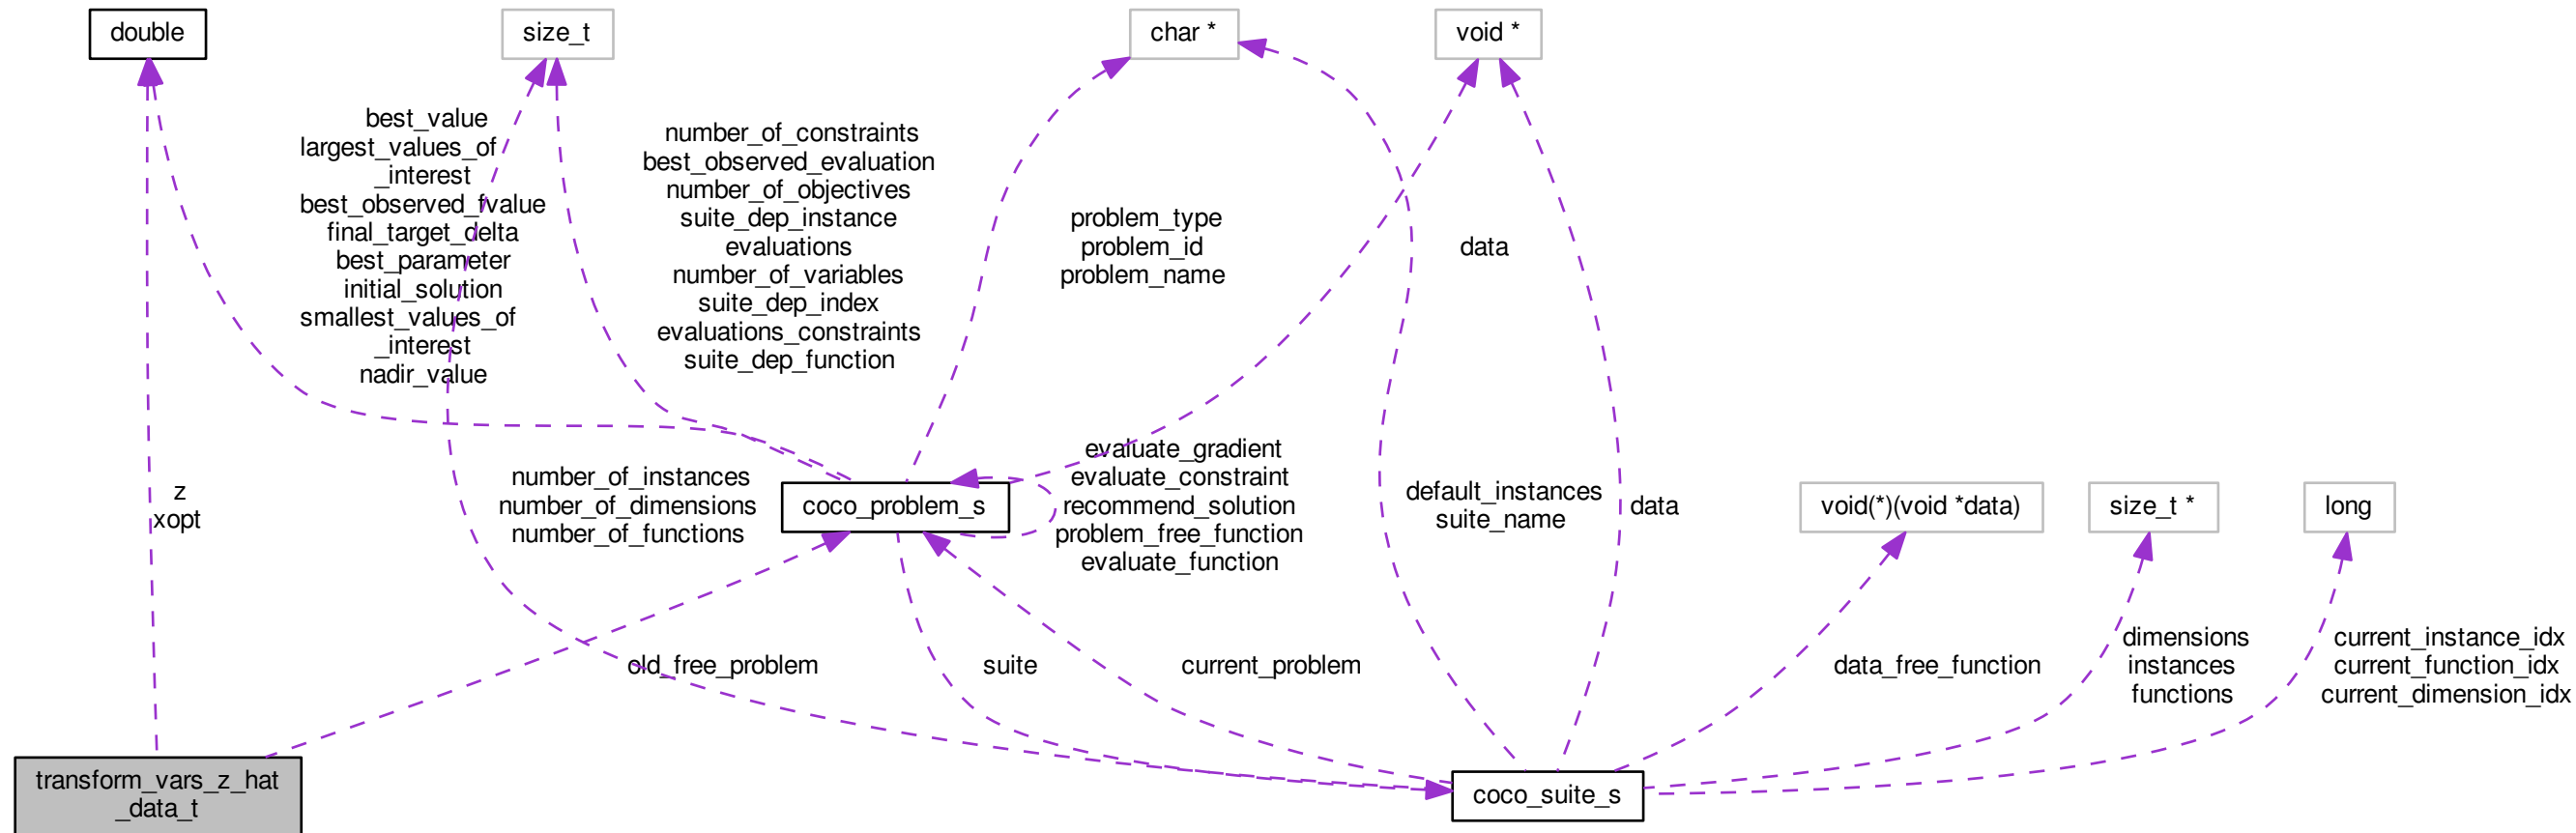 double
size_t
char *
void *
best_value
largest_values_of
_interest
best_observed_fvalue
final_target_delta
best_parameter
initial_solution
smallest_values_of
_interest
nadir_value
number_of_constraints
best_observed_evaluation
number_of_objectives
suite_dep_instance
evaluations
number_of_variables
suite_dep_index
evaluations_constraints
suite_dep_function
problem_type
problem_id
problem_name
data
z
xopt
number_of_instances
number_of_dimensions
number_of_functions
coco_problem_s
evaluate_gradient
evaluate_constraint
recommend_solution
problem_free_function
evaluate_function
default_instances
suite_name
data
void(*)(void *data)
size_t *
long
old_free_problem
suite
current_problem
data_free_function
dimensions
instances
functions
current_instance_idx
current_function_idx
current_dimension_idx
transform_vars_z_hat
_data_t
coco_suite_s